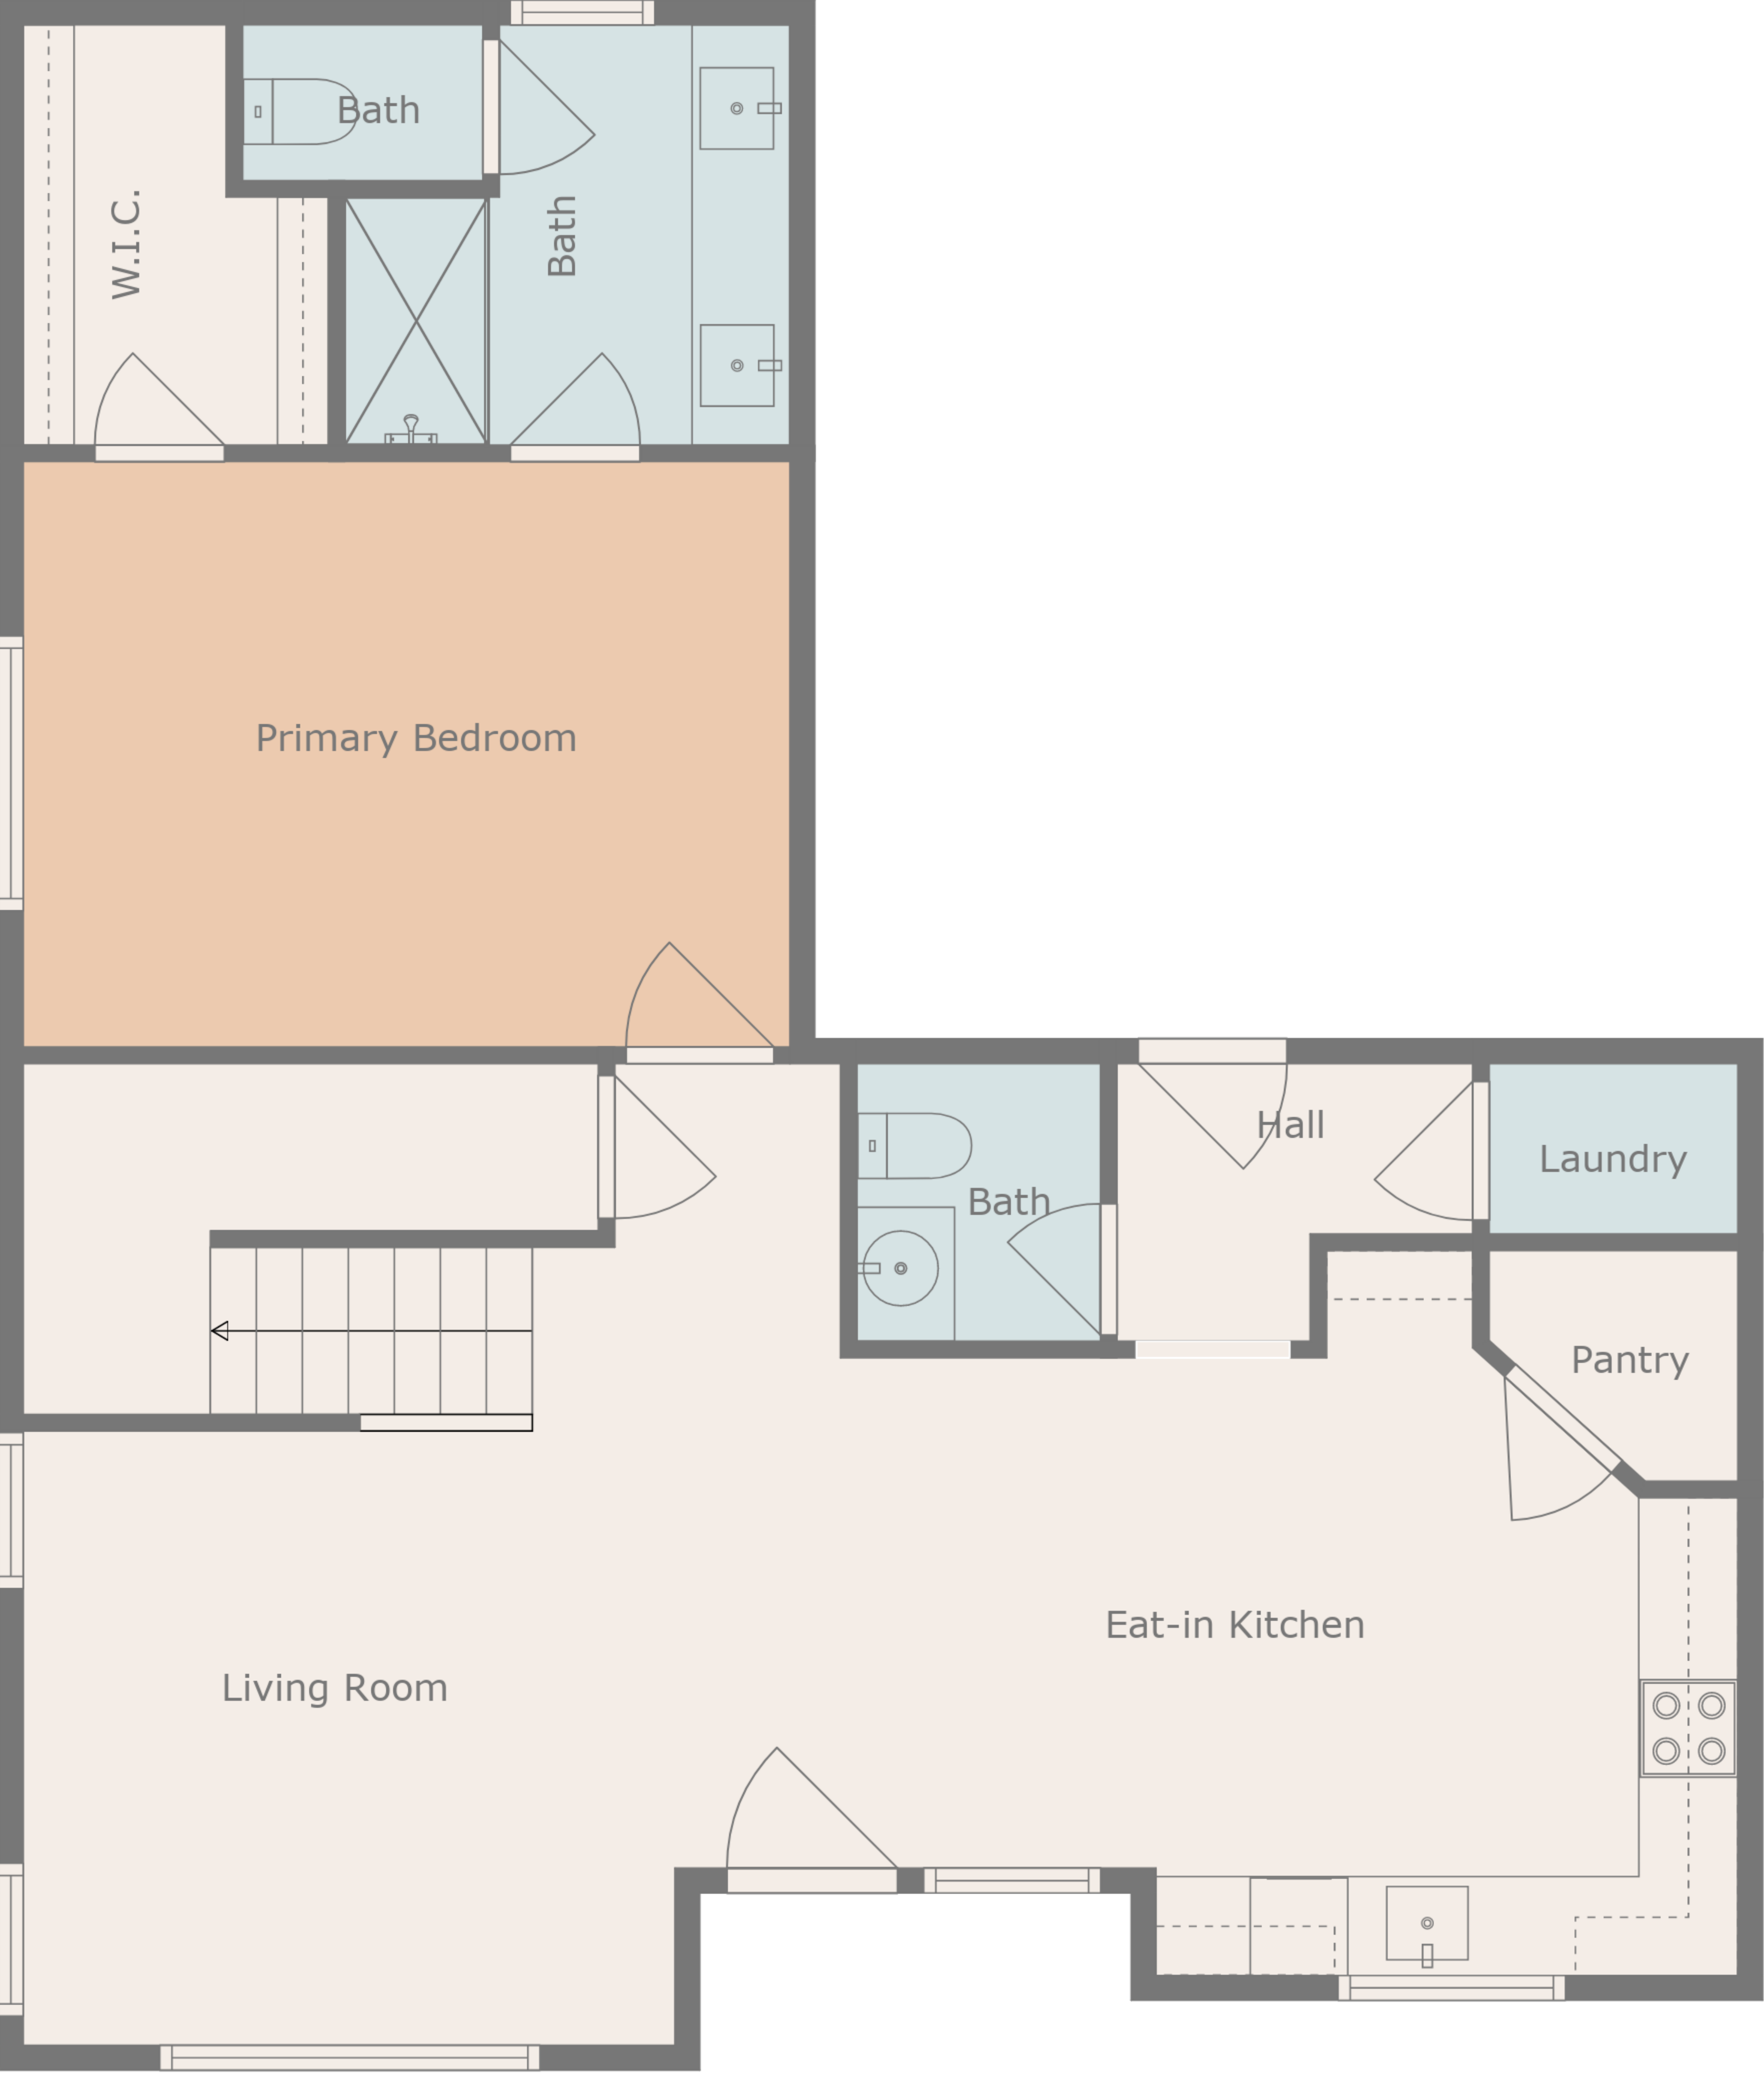 Bath
W.I.C.
Bath
Primary Bedroom
Hall
Laundry
Bath
Pantry
Eat-in Kitchen
Living Room